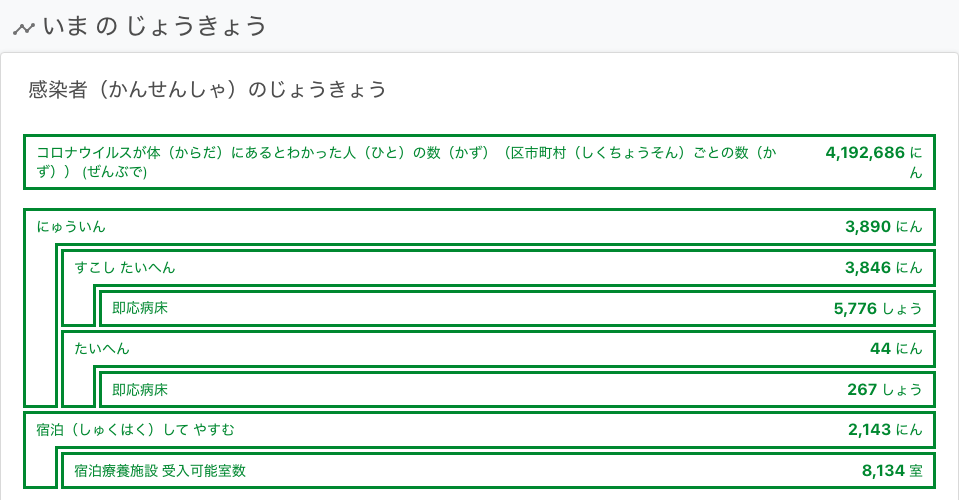 いま の じょうきょう
感染者（かんせんしゃ）のじょうきょう
コロナウイルスが体（からだ）にあるとわかった人（ひと）の数（かず）（区市町村（しくちょうそん）ごとの数（か
ず）） (ぜんぶで)
4,192,686 に
ん
にゅういん 3,890 にん
すこし たいへん 3,846 にん
即応病床 5,776 しょう
たいへん 44 にん
即応病床 267 しょう
宿泊（しゅくはく）して やすむ 2,143 にん
宿泊療養施設 受入可能室数 8,134 室